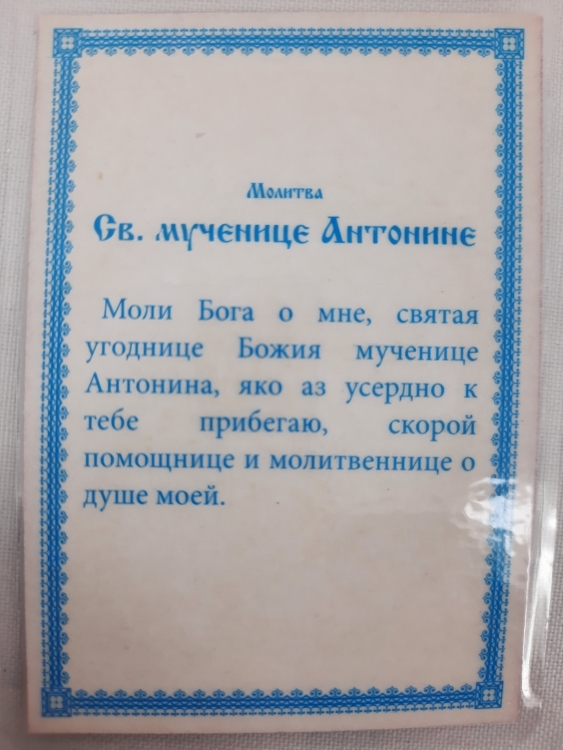 Молитва
Св. мученице Антонине
Моли Бога о мне, святая
угоднице Божия мученице
Антонина, яко аз усердно к
тебе прибегаю, скорой
помощнице и молитвеннице о
душе моей.